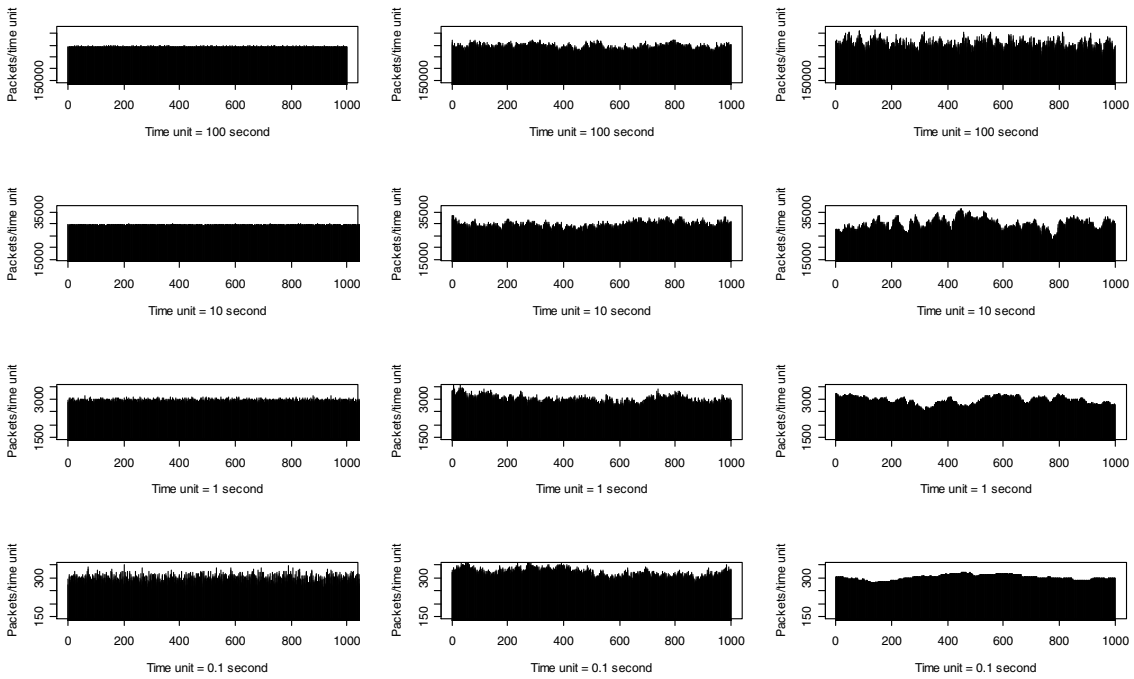 Packets/time unit
150000
0 200 400 600 800 1000
Time unit = 100 second
Packets/time unit
150000
0 200 400 600 800 1000
Time unit = 100 second
Packets/time unit
150000
0 200 400 600 800 1000
Time unit = 100 second
Packets/time unit
15000 35000
0 200 400 600 800 1000
Time unit = 10 second
Packets/time unit
15000 35000
0 200 400 600 800 1000
Time unit = 10 second
Packets/time unit
15000 35000
0 200 400 600 800 1000
Time unit = 10 second
Packets/time unit
1500 3000
0 200 400 600 800 1000
Time unit = 1 second
Packets/time unit
1500 3000
0 200 400 600 800 1000
Time unit = 1 second
Packets/time unit
1500 3000
0 200 400 600 800 1000
Time unit = 1 second
Packets/time unit
150 300
0 200 400 600 800 1000
Time unit = 0.1 second
Packets/time unit
150 300
0 200 400 600 800 1000
Time unit = 0.1 second
Packets/time unit
150 300
0 200 400 600 800 1000
Time unit = 0.1 second